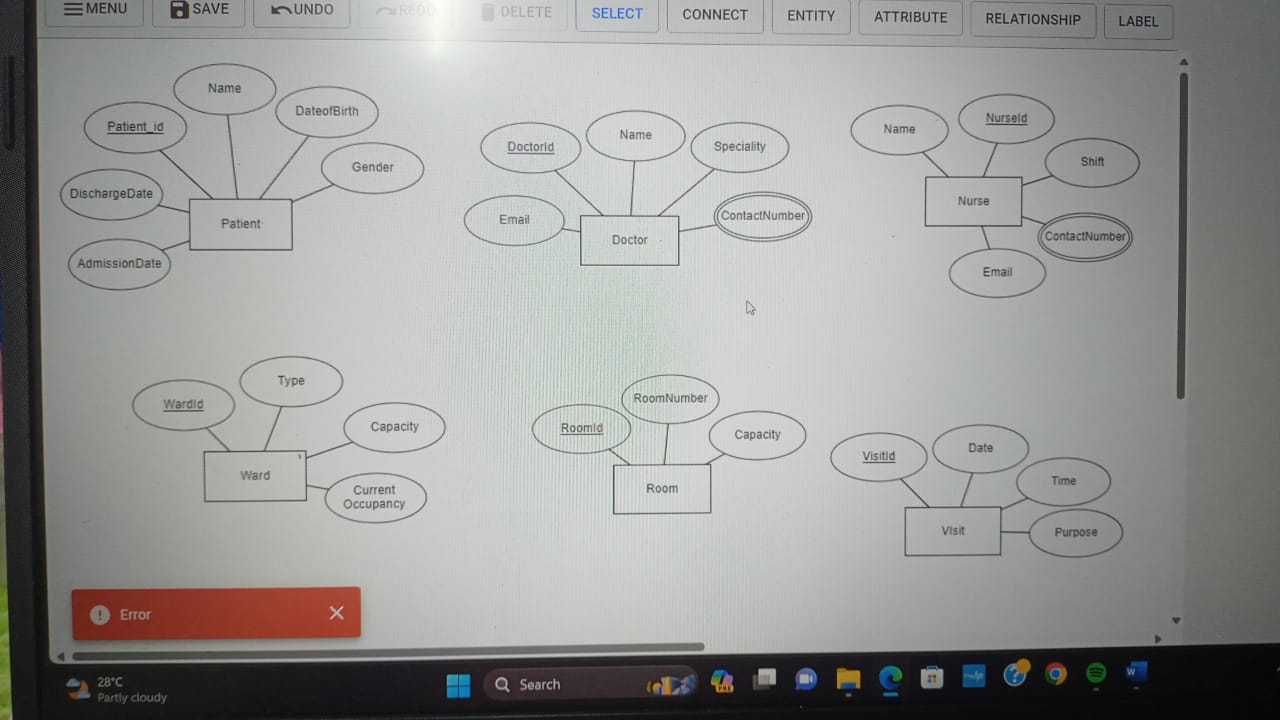 MENU
SAVE
UNDO
REDO
DELETE
SELECT
CONNECT
ENTITY
ATTRIBUTE
RELATIONSHIP
LABEL
Name
Patient_id
DateofBirth
Gender
DischargeDate
Patient
AdmissionDate
DoctorId
Name
Speciality
Email
ContactNumber
Doctor
Name
NurseId
Shift
Nurse
ContactNumber
Email
WardId
Type
Capacity
Ward
Current
Occupancy
RoomId
RoomNumber
Capacity
Room
VisitId
Date
Time
VIsit
Purpose
Error
28°C
Partly cloudy
Search